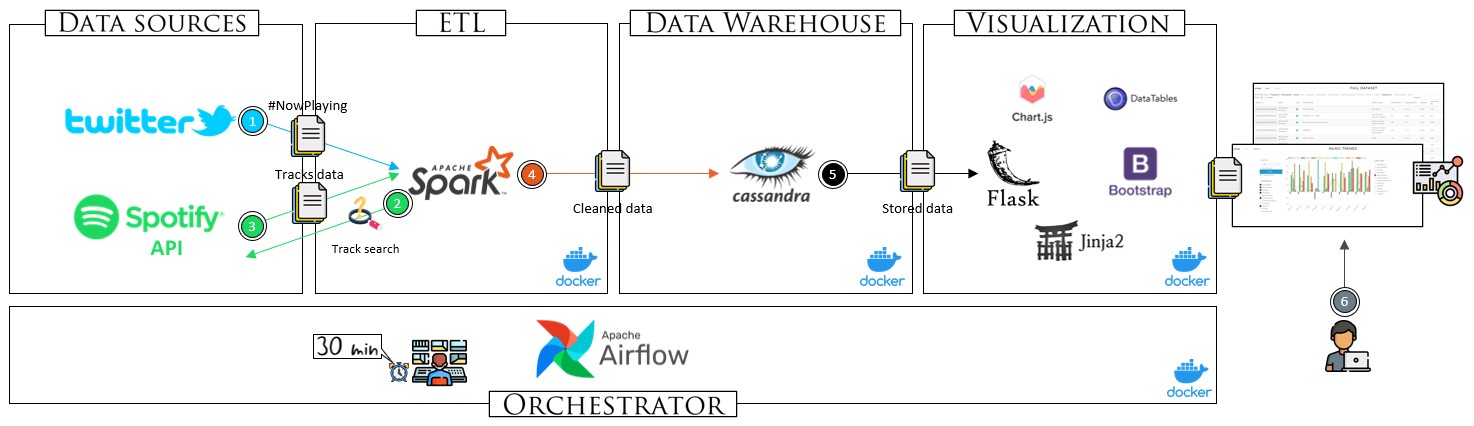 DATA SOURCES
ETL
DATA WAREHOUSE
VISUALIZATION
#NowPlaying
twitter
1
Tracks data
Spotify
API
3
2
Track search
APACHE
Spark
4
docker
Cleaned data
cassandra
5
docker
Stored data
Chart.js
DataTables
Flask
B
Bootstrap
Jinja2
docker
FULL DATASET
MUSIC TRENDS
6
30 min
Apache
Airflow
docker
ORCHESTRATOR